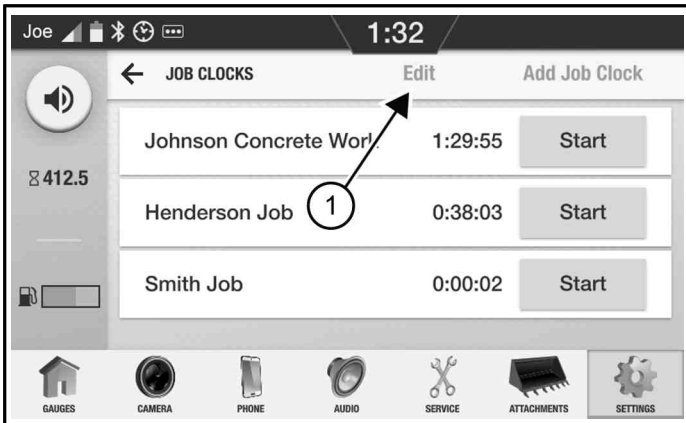 Joe 1:32
JOB CLOCKS Edit Add Job Clock
Johnson Concrete Work 1:29:55 Start
412.5
Henderson Job 1 0:38:03 Start
Smith Job 0:00:02 Start
GAUGES CAMERA PHONE AUDIO SERVICE ATTACHMENTS SETTINGS